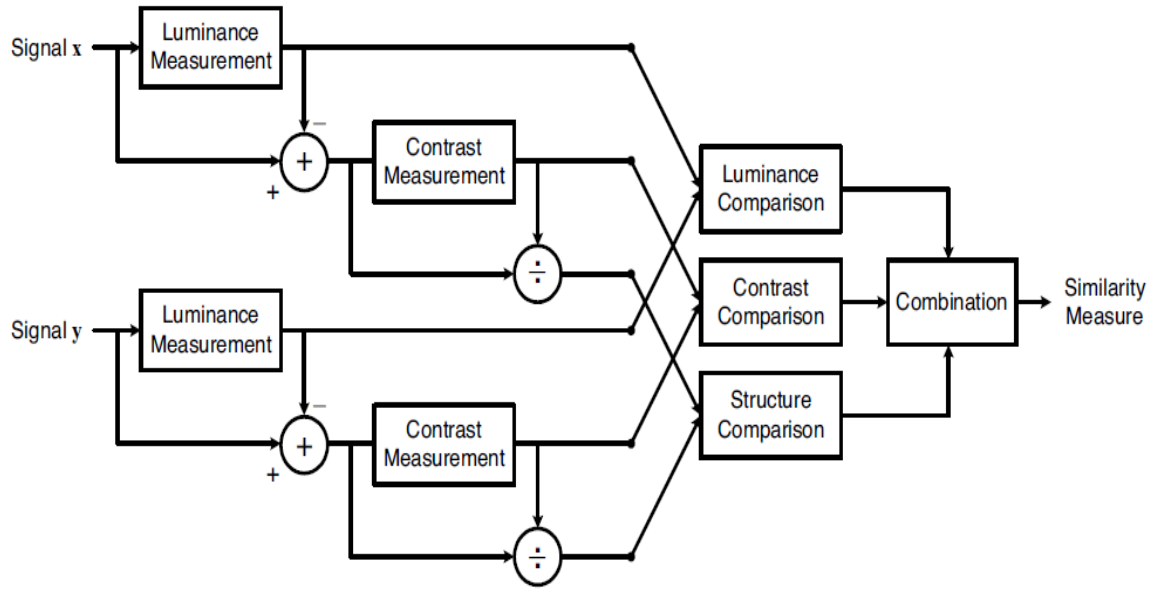 Signal x
Luminance
Measurement
−
+
+
Contrast
Measurement
÷
Signal y
Luminance
Measurement
−
+
+
Contrast
Measurement
÷
Luminance
Comparison
Contrast
Comparison
Structure
Comparison
Combination
Similarity
Measure